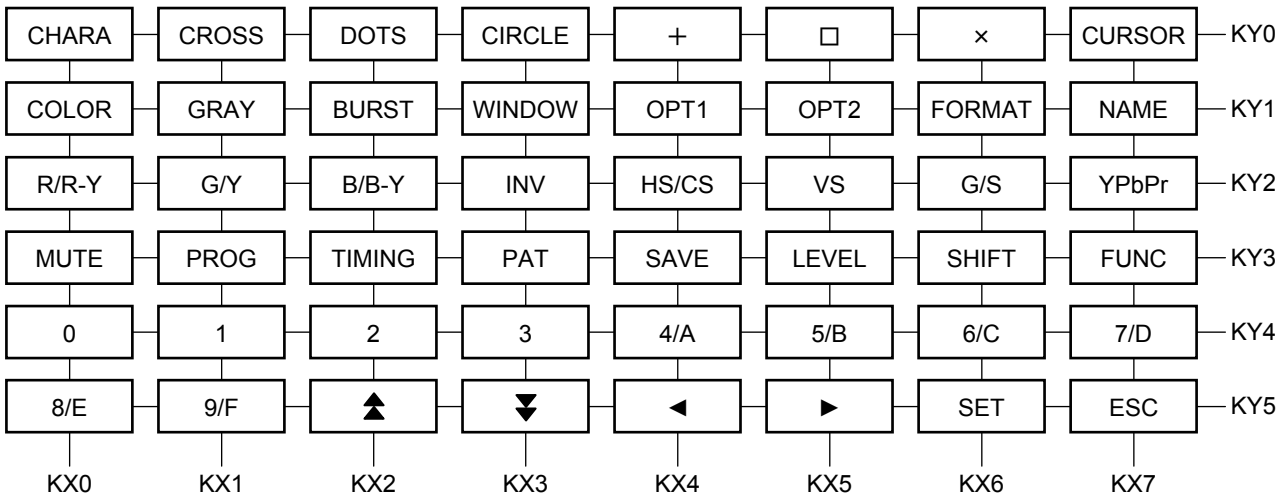 CHARA CROSS DOTS CIRCLE + □ × CURSOR KY0
COLOR GRAY BURST WINDOW OPT1 OPT2 FORMAT NAME KY1
R/R-Y G/Y B/B-Y INV HS/CS VS G/S YPbPr KY2
MUTE PROG TIMING PAT SAVE LEVEL SHIFT FUNC KY3
0 1 2 3 4/A 5/B 6/C 7/D KY4
8/E 9/F ◄ ► SET ESC KY5
KX0 KX1 KX2 KX3 KX4 KX5 KX6 KX7